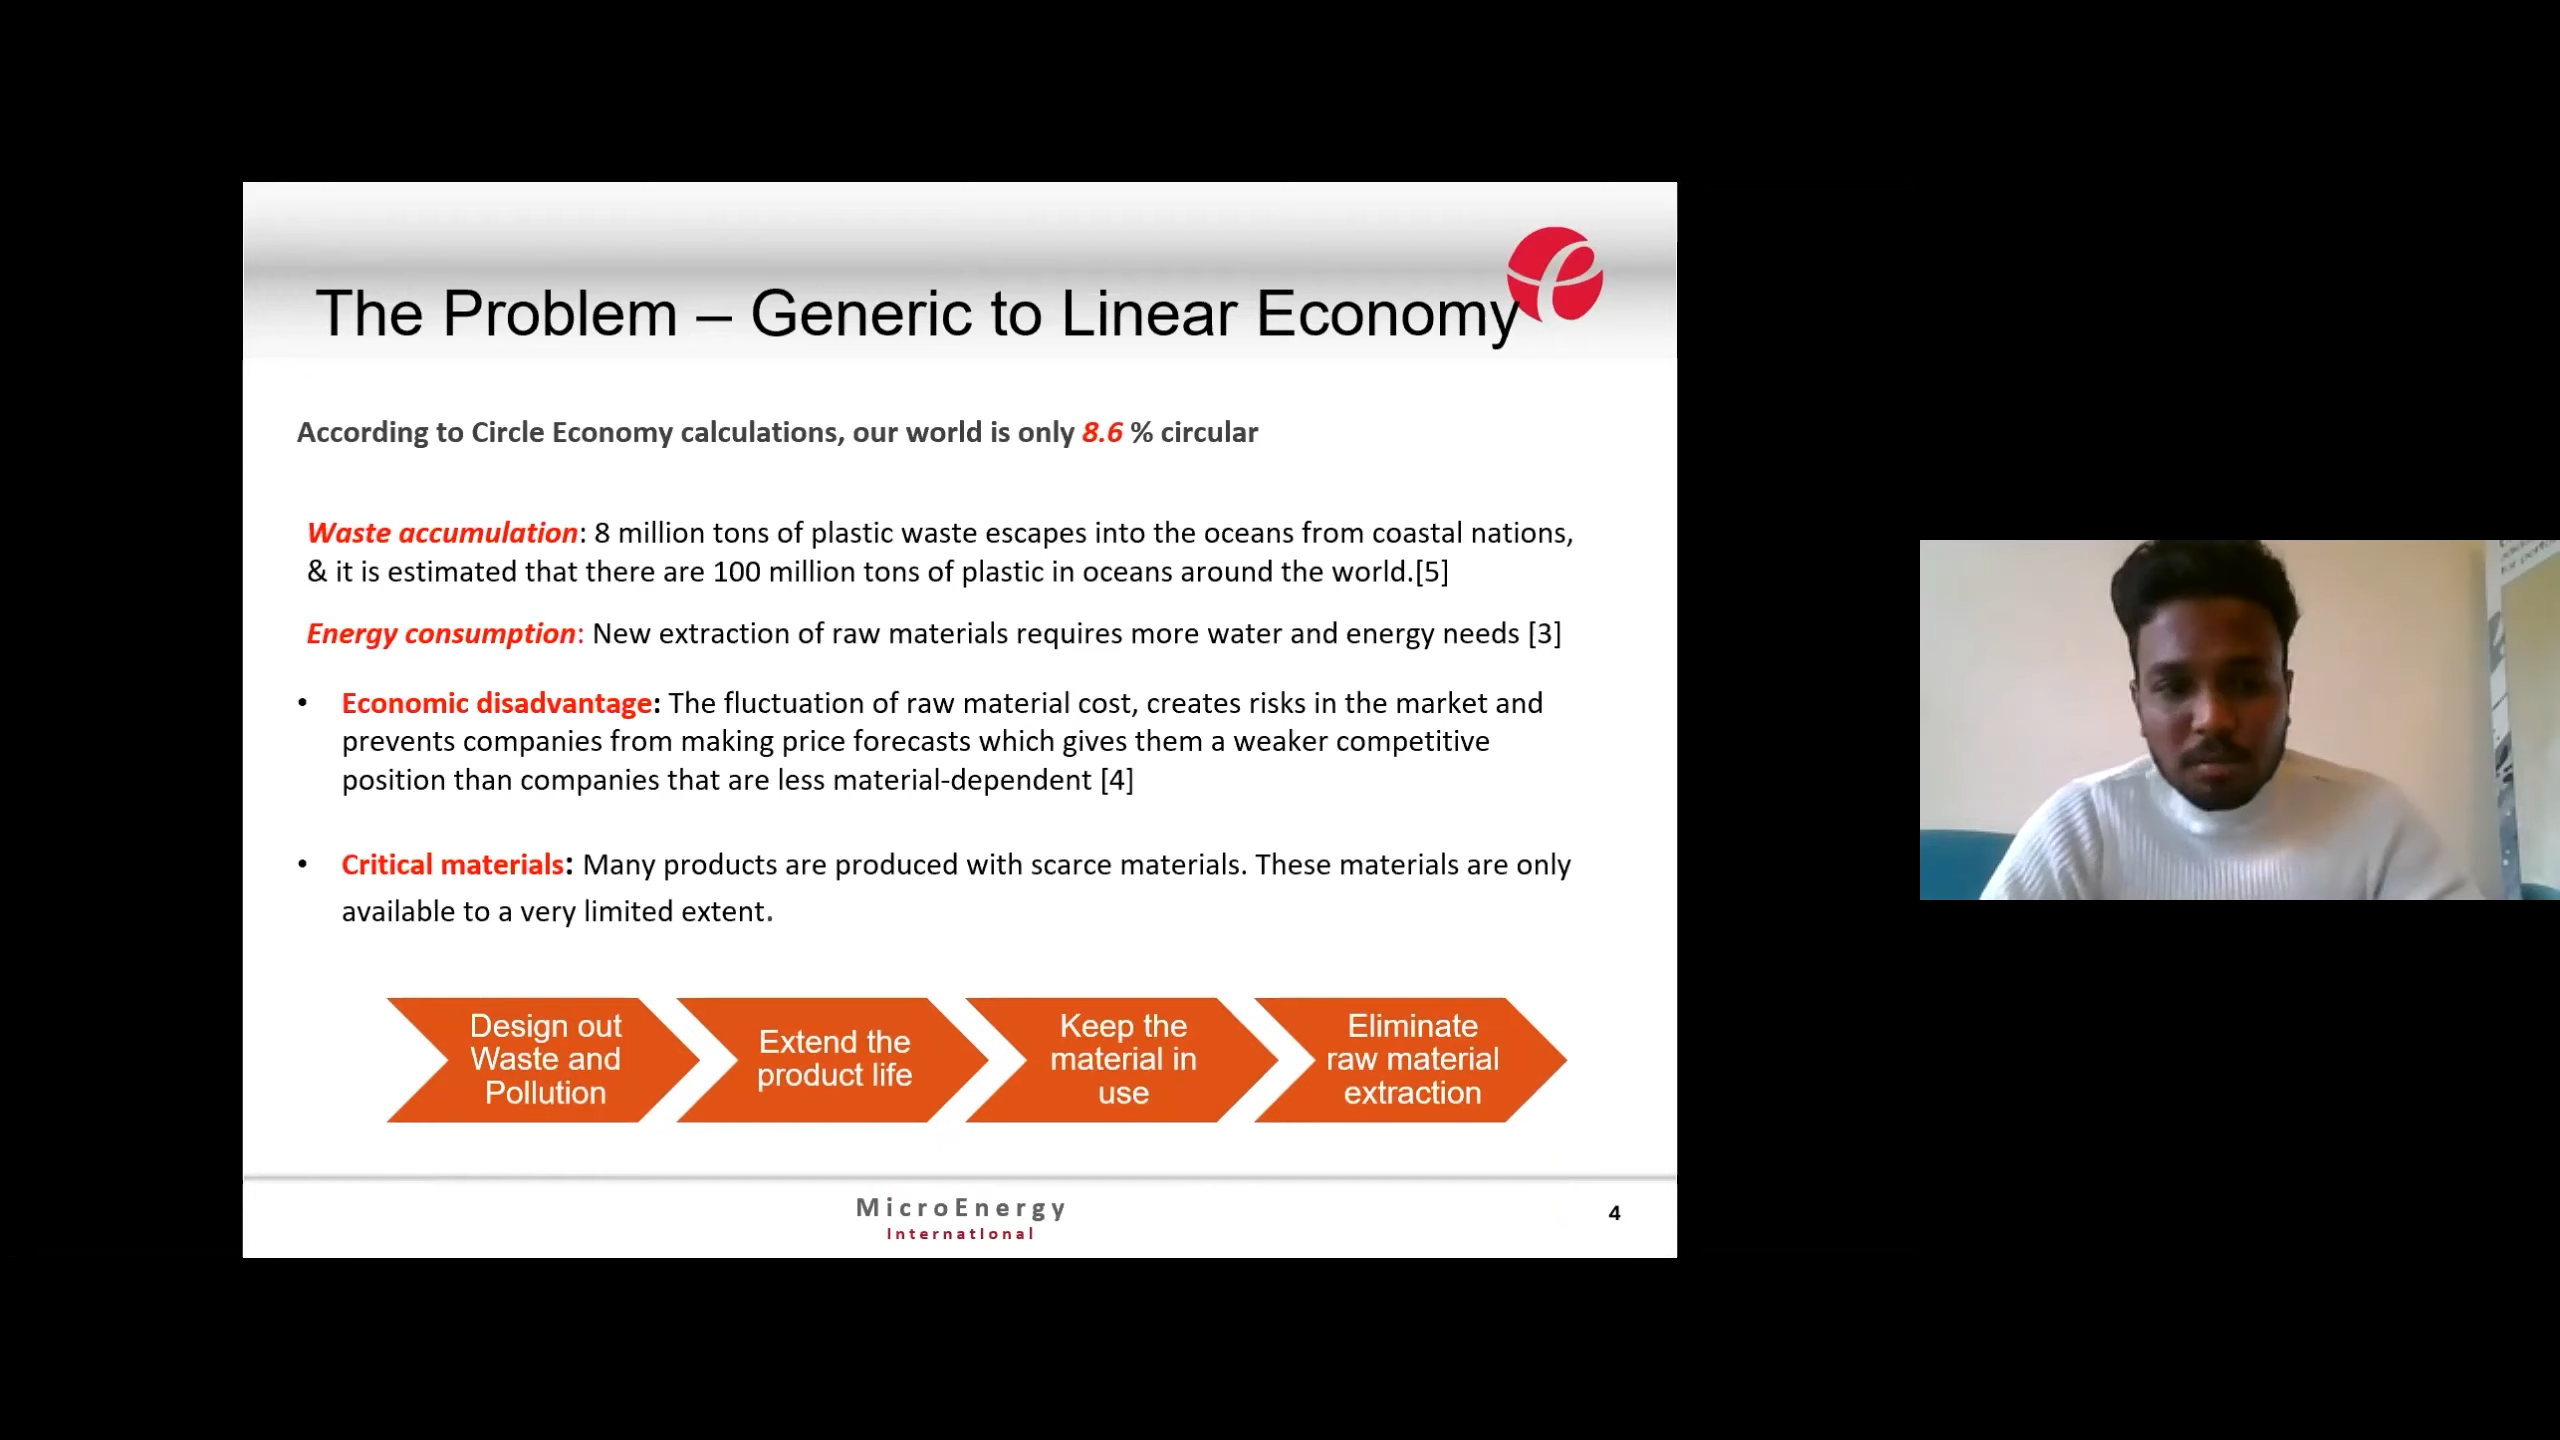 The Problem – Generic to Linear Economy
According to Circle Economy calculations, our world is only 8.6 % circular
Waste accumulation: 8 million tons of plastic waste escapes into the oceans from coastal nations,
& it is estimated that there are 100 million tons of plastic in oceans around the world.[5]
Energy consumption: New extraction of raw materials requires more water and energy needs [3]
• Economic disadvantage: The fluctuation of raw material cost, creates risks in the market and
prevents companies from making price forecasts which gives them a weaker competitive
position than companies that are less material-dependent [4]
• Critical materials: Many products are produced with scarce materials. These materials are only
available to a very limited extent.
Design out
Waste and
Pollution
Extend the
product life
Keep the
material in
use
Eliminate
raw material
extraction
MicroEnergy
International
4